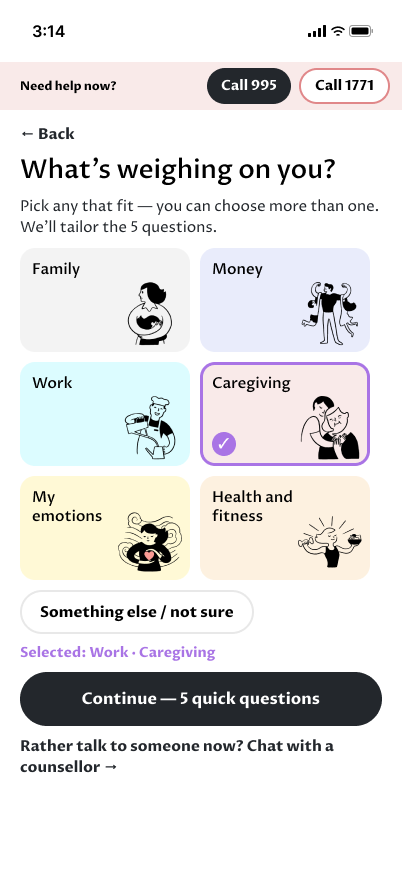 3:14
Need help now?
Call 995
Call 1771
← Back
What's weighing on you?
Pick any that fit — you can choose more than one.
We'll tailor the 5 questions.
Family
Money
Work
Caregiving
✓
My
emotions
Health and
fitness
Something else / not sure
Selected: Work · Caregiving
Continue — 5 quick questions
Rather talk to someone now? Chat with a
counsellor →